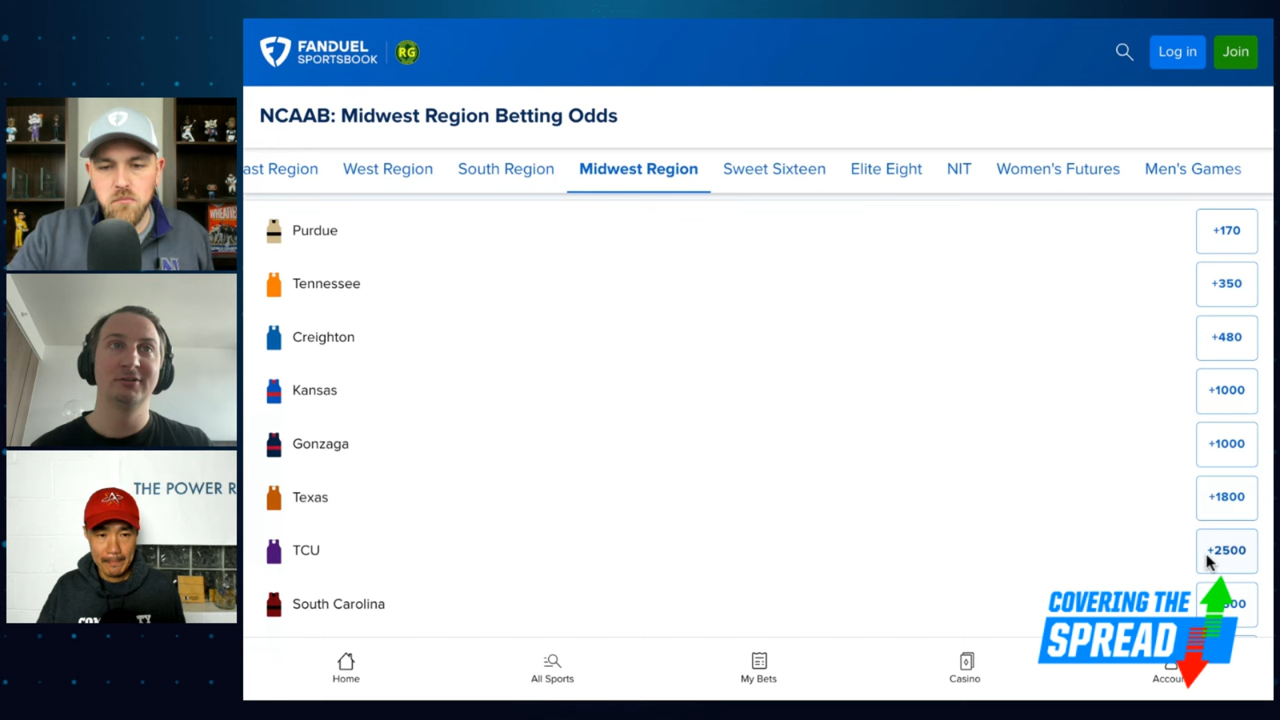 FANDUEL
SPORTSBOOK
RG
Log in
Join
NCAAB: Midwest Region Betting Odds
ast Region
West Region
South Region
Midwest Region
Sweet Sixteen
Elite Eight
NIT
Women's Futures
Men's Games
Purdue
+170
Tennessee
+350
Creighton
+480
Kansas
+1000
Gonzaga
+1000
Texas
+1800
TCU
+2500
South Carolina
COVERING THE
SPREAD
Home
All Sports
My Bets
Casino
Accou
WHEATIES
N
THE POWER R